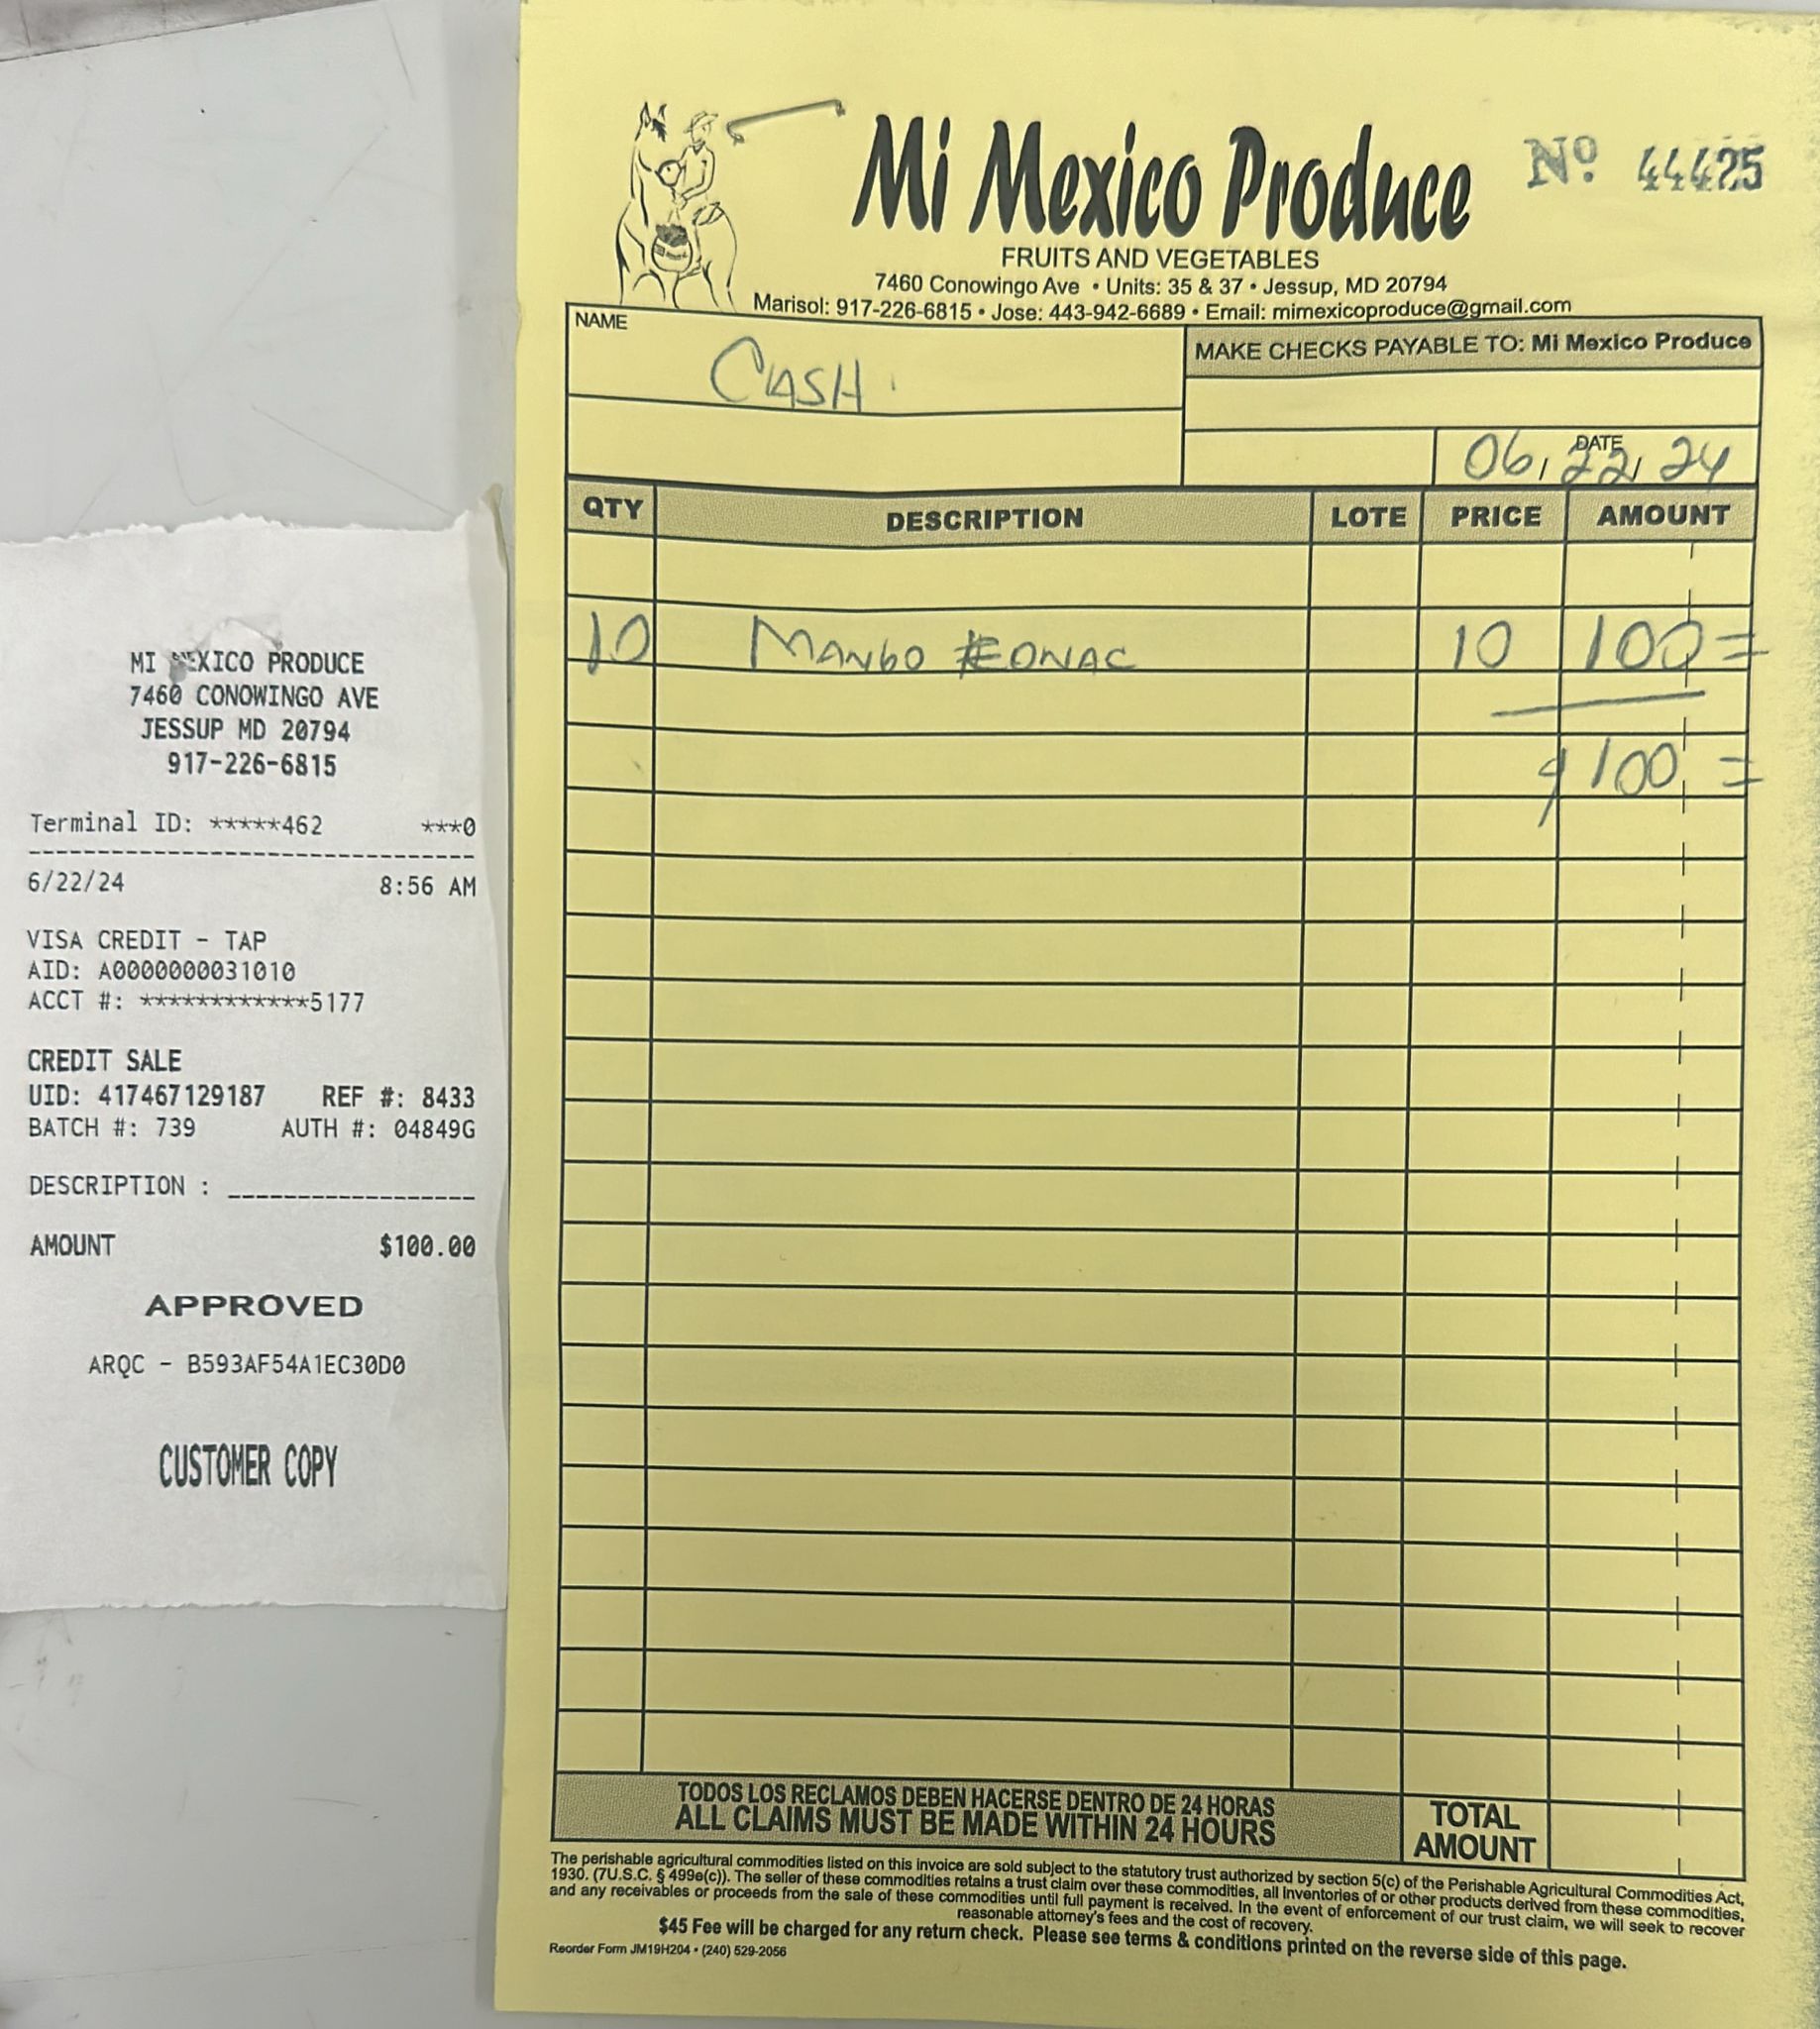 MI MEXICO PRODUCE
7460 CONOWINGO AVE
JESSUP MD 20794
917-226-6815
Terminal ID: *****462 ***0
6/22/24 8:56 AM
VISA CREDIT - TAP
AID: A0000000031010
ACCT #: ************5177
CREDIT SALE
UID: 417467129187 REF #: 8433
BATCH #: 739 AUTH #: 04849G
DESCRIPTION :
AMOUNT $100.00
APPROVED
ARQC - B593AF54A1EC30D0
CUSTOMER COPY
Mi Mexico Produce
Nº 44425
FRUITS AND VEGETABLES
7460 Conowingo Ave • Units: 35 & 37 • Jessup, MD 20794
Marisol: 917-226-6815 • Jose: 443-942-6689 • Email: mimexicoproduce@gmail.com
NAME
CASH
MAKE CHECKS PAYABLE TO: Mi Mexico Produce
DATE
06, 22, 24
QTY DESCRIPTION LOTE PRICE AMOUNT
10 MANGO 10 100=
$100 =
TODOS LOS RECLAMOS DEBEN HACERSE DENTRO DE 24 HORAS
ALL CLAIMS MUST BE MADE WITHIN 24 HOURS
TOTAL
AMOUNT
The perishable agricultural commodities listed on this invoice are sold subject to the statutory trust authorized by section 5(c) of the Perishable Agricultural Commodities Act,
1930. (7U.S.C. § 499e(c)). The seller of these commodities retains a trust claim over these commodities, all inventories of or other products derived from these commodities,
and any receivables or proceeds from the sale of these commodities until full payment is received. In the event of enforcement of our trust claim, we will seek to recover
reasonable attorney's fees and the cost of recovery.
$45 Fee will be charged for any return check. Please see terms & conditions printed on the reverse side of this page.
Reorder Form JM19H204 • (240) 529-2056